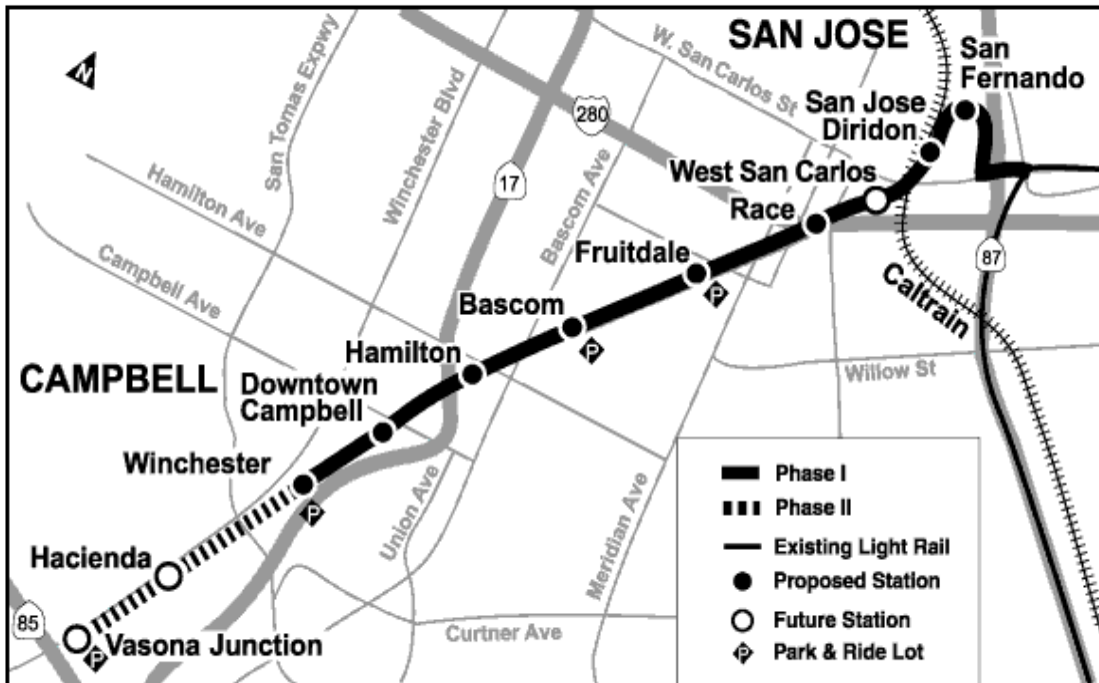 SAN JOSE
San
Fernando
San Jose
Diridon
West San Carlos
Race
Fruitdale
Bascom
Hamilton
CAMPBELL
Downtown
Campbell
Winchester
Hacienda
Vasona Junction
N
San Tomas Expwy
Winchester Blvd
W. San Carlos St
280
17
Bascom Ave
Hamilton Ave
Campbell Ave
87
Caltrain
Willow St
Union Ave
Meridian Ave
Curtner Ave
85
P
P
P
P
Phase I
Phase II
Existing Light Rail
Proposed Station
Future Station
P
Park & Ride Lot